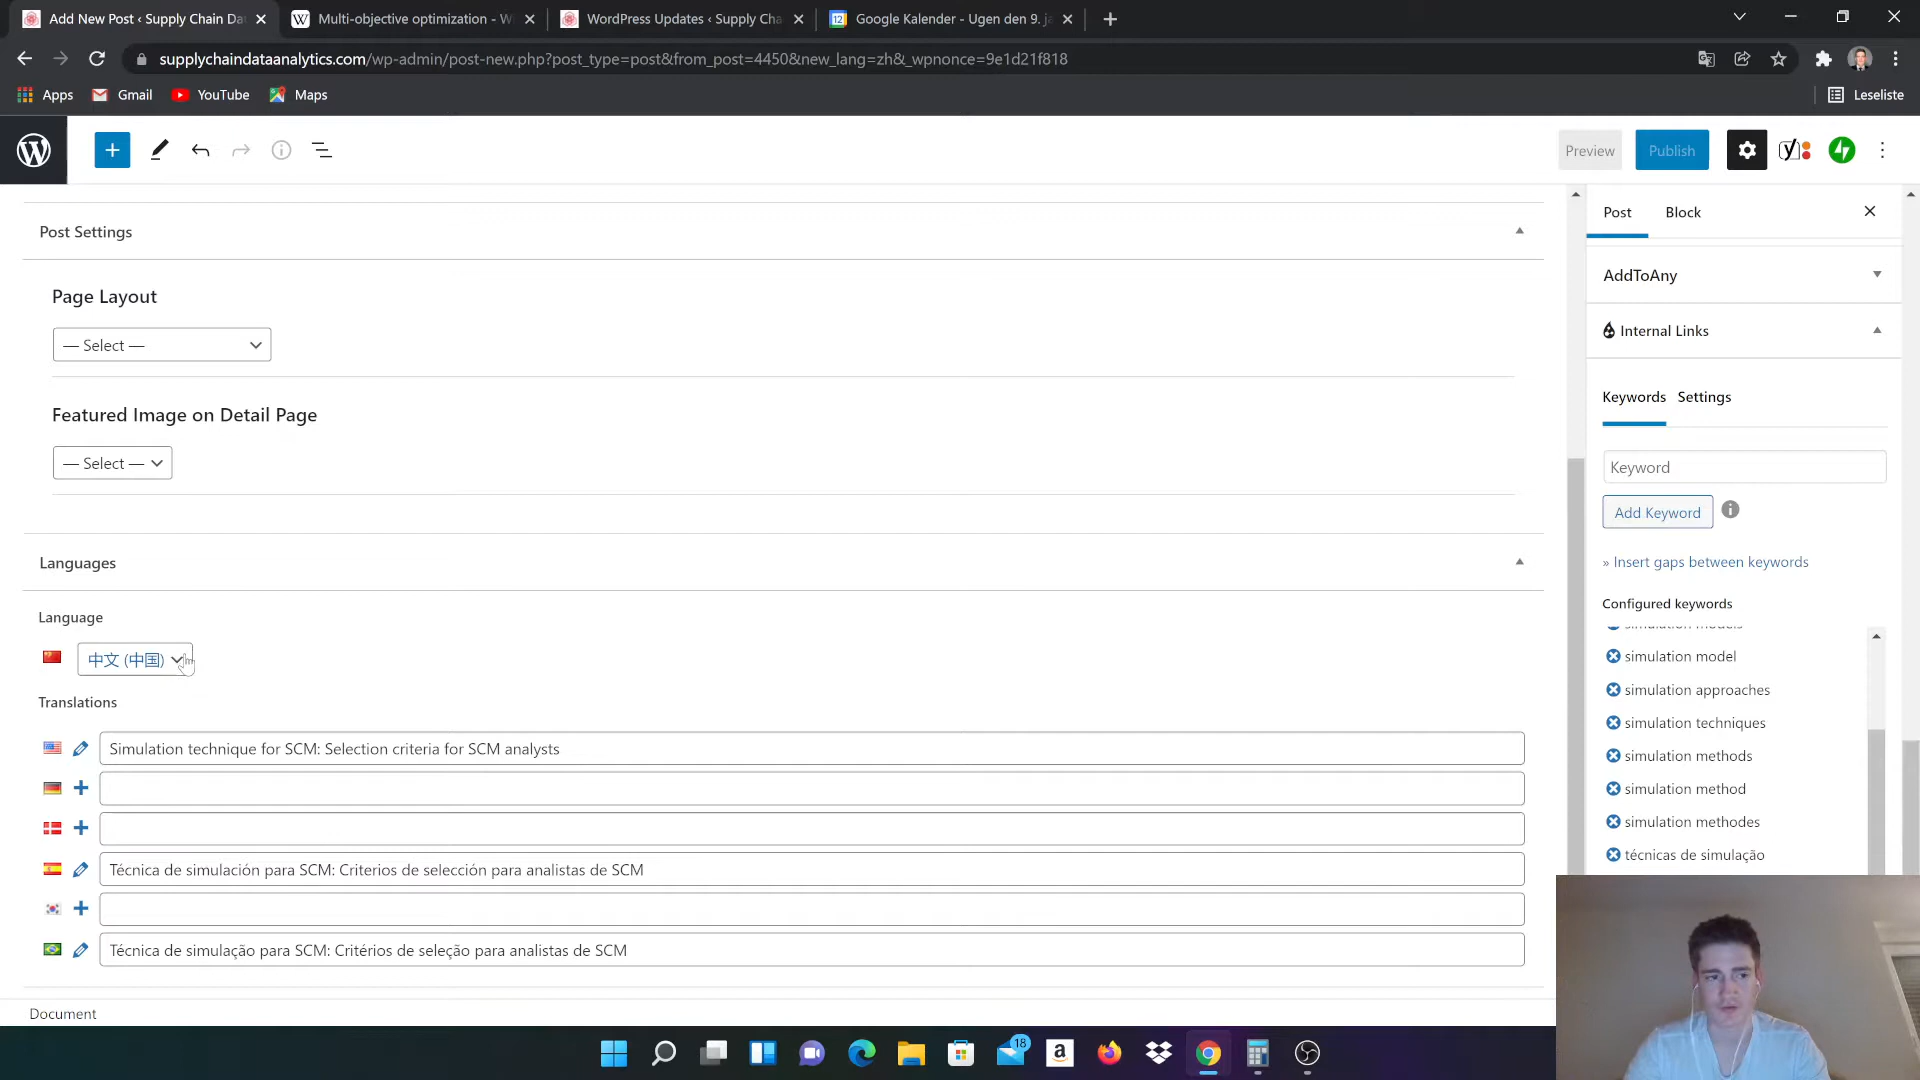 Add New Post ‹ Supply Chain Da
Multi-objective optimization - W
WordPress Updates ‹ Supply Cha
12
Google Kalender - Ugen den 9. ja
supplychaindataanalytics.com/wp-admin/post-new.php?post_type=post&from_post=4450&new_lang=zh&_wpnonce=9e1d21f818
Apps
Gmail
YouTube
Maps
Leseliste
Preview
Publish
Post Settings
Page Layout
— Select —
Featured Image on Detail Page
— Select —
Languages
Language
中文 (中国)
Translations
Simulation technique for SCM: Selection criteria for SCM analysts
Técnica de simulación para SCM: Criterios de selección para analistas de SCM
Técnica de simulação para SCM: Critérios de seleção para analistas de SCM
Document
Post
Block
AddToAny
Internal Links
Keywords
Settings
Keyword
Add Keyword
» Insert gaps between keywords
Configured keywords
simulation models
simulation model
simulation approaches
simulation techniques
simulation methods
simulation method
simulation methodes
técnicas de simulação
18